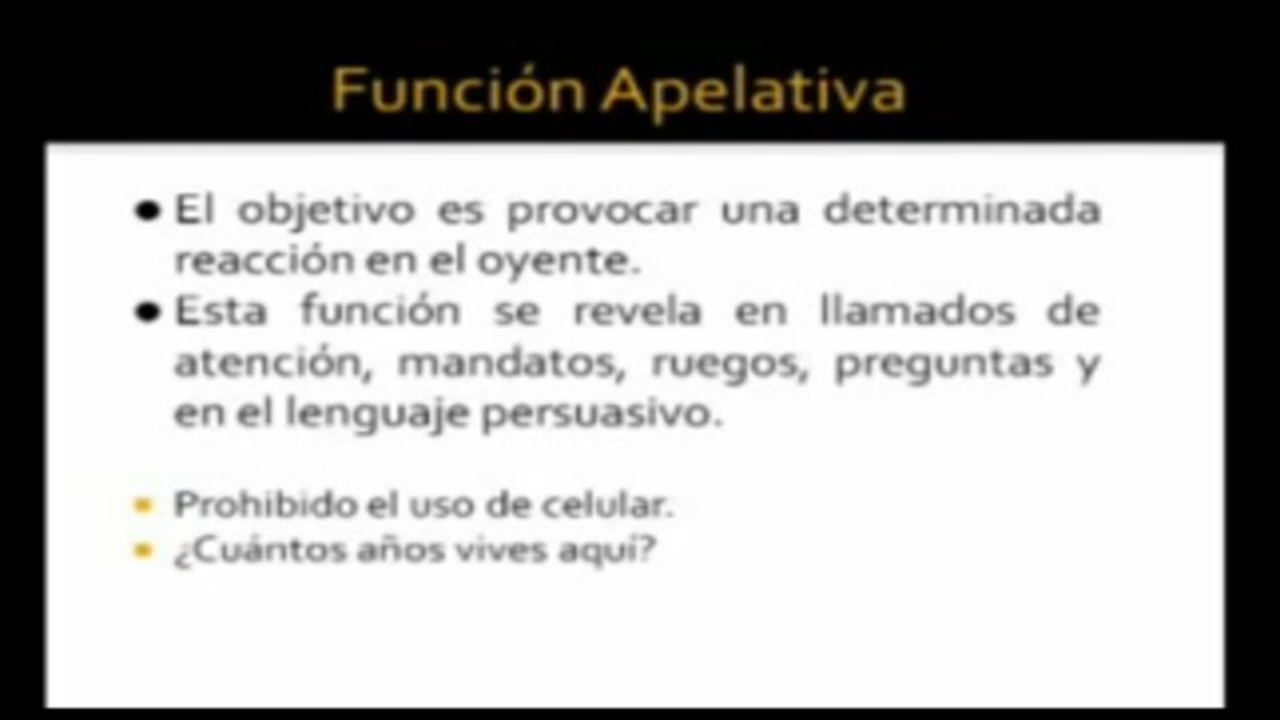 Función Apelativa
El objetivo es provocar una determinada
reacción en el oyente.
Esta función se revela en llamados de
atención, mandatos, ruegos, preguntas y
en el lenguaje persuasivo.
Prohibido el uso de celular.
¿Cuántos años vives aquí?